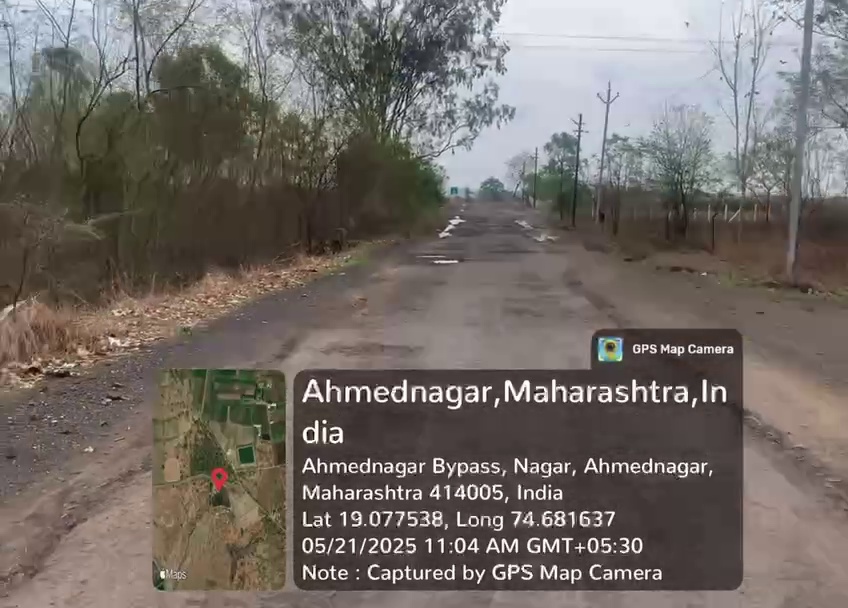 GPS Map Camera
Ahmednagar,Maharashtra,In
dia
Ahmednagar Bypass, Nagar, Ahmednagar,
Maharashtra 414005, India
Lat 19.077538, Long 74.681637
05/21/2025 11:04 AM GMT+05:30
Note : Captured by GPS Map Camera
Maps